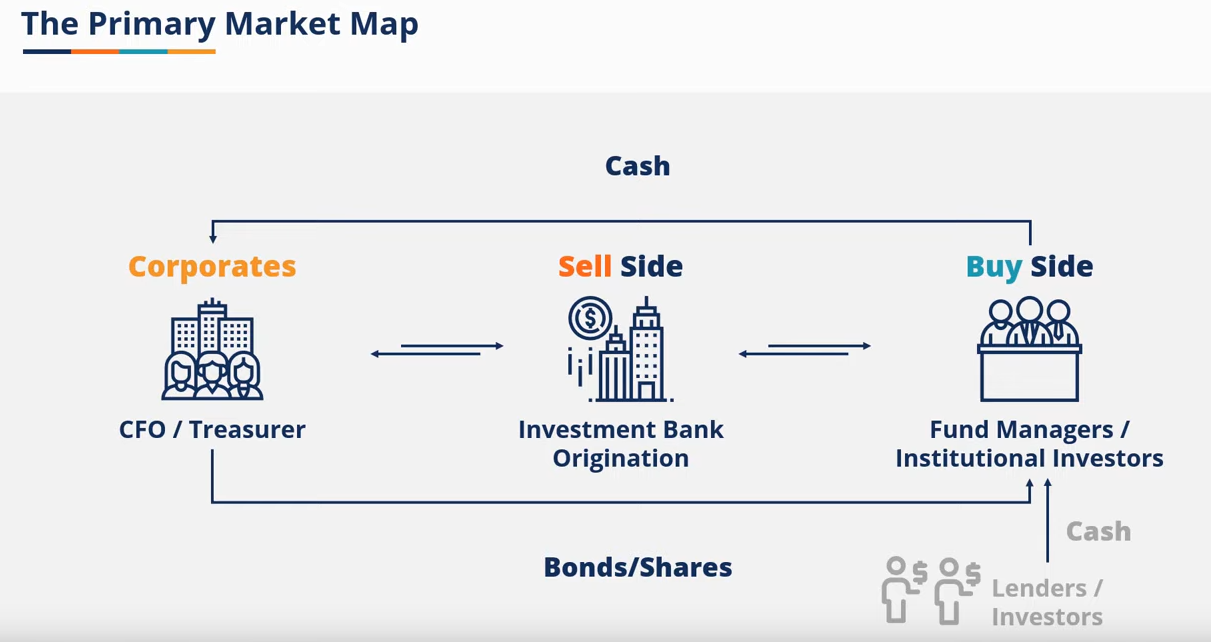 The Primary Market Map
Cash
Corporates
Sell Side
Buy Side
$
CFO / Treasurer
Investment Bank
Origination
Fund Managers /
Institutional Investors
Cash
Bonds/Shares
$ $
Lenders /
Investors